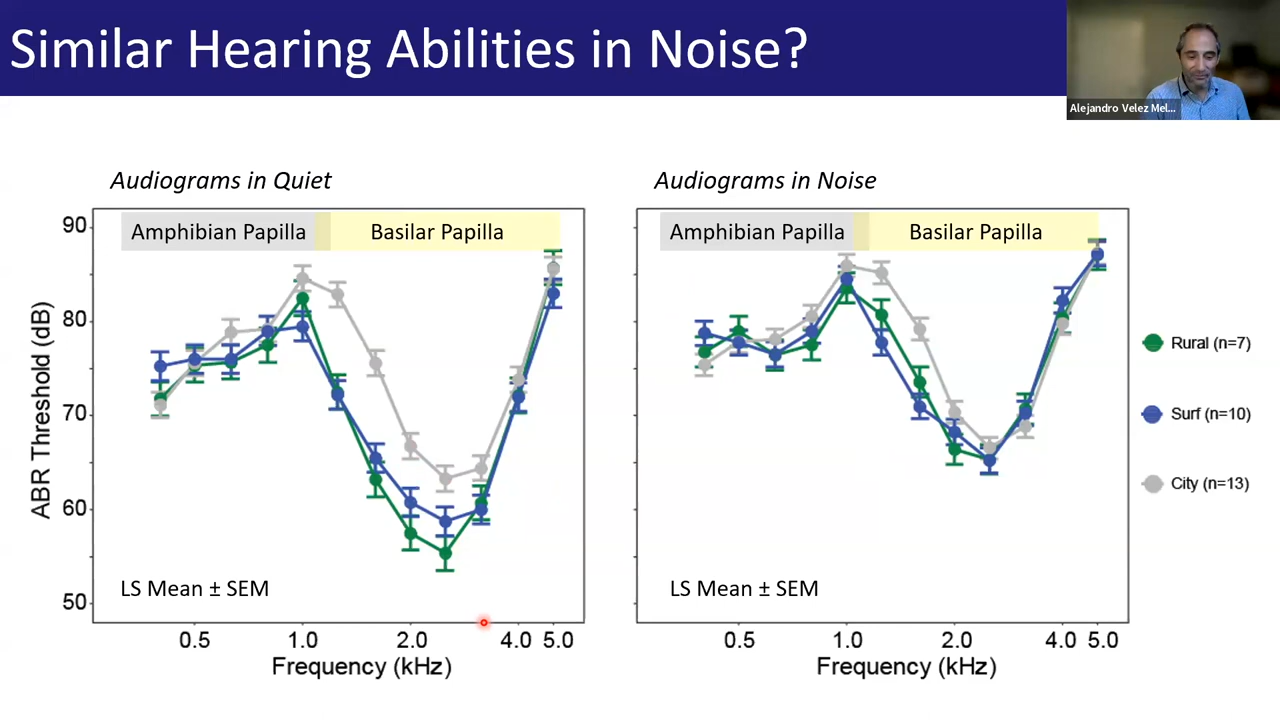 Similar Hearing Abilities in Noise?
Alejandro Velez Mel...
Audiograms in Quiet
Amphibian Papilla
Basilar Papilla
90
80
70
60
50
ABR Threshold (dB)
LS Mean ± SEM
0.5 1.0 2.0 4.0 5.0
Frequency (kHz)
Audiograms in Noise
Amphibian Papilla
Basilar Papilla
LS Mean ± SEM
0.5 1.0 2.0 4.0 5.0
Frequency (kHz)
Rural (n=7)
Surf (n=10)
City (n=13)